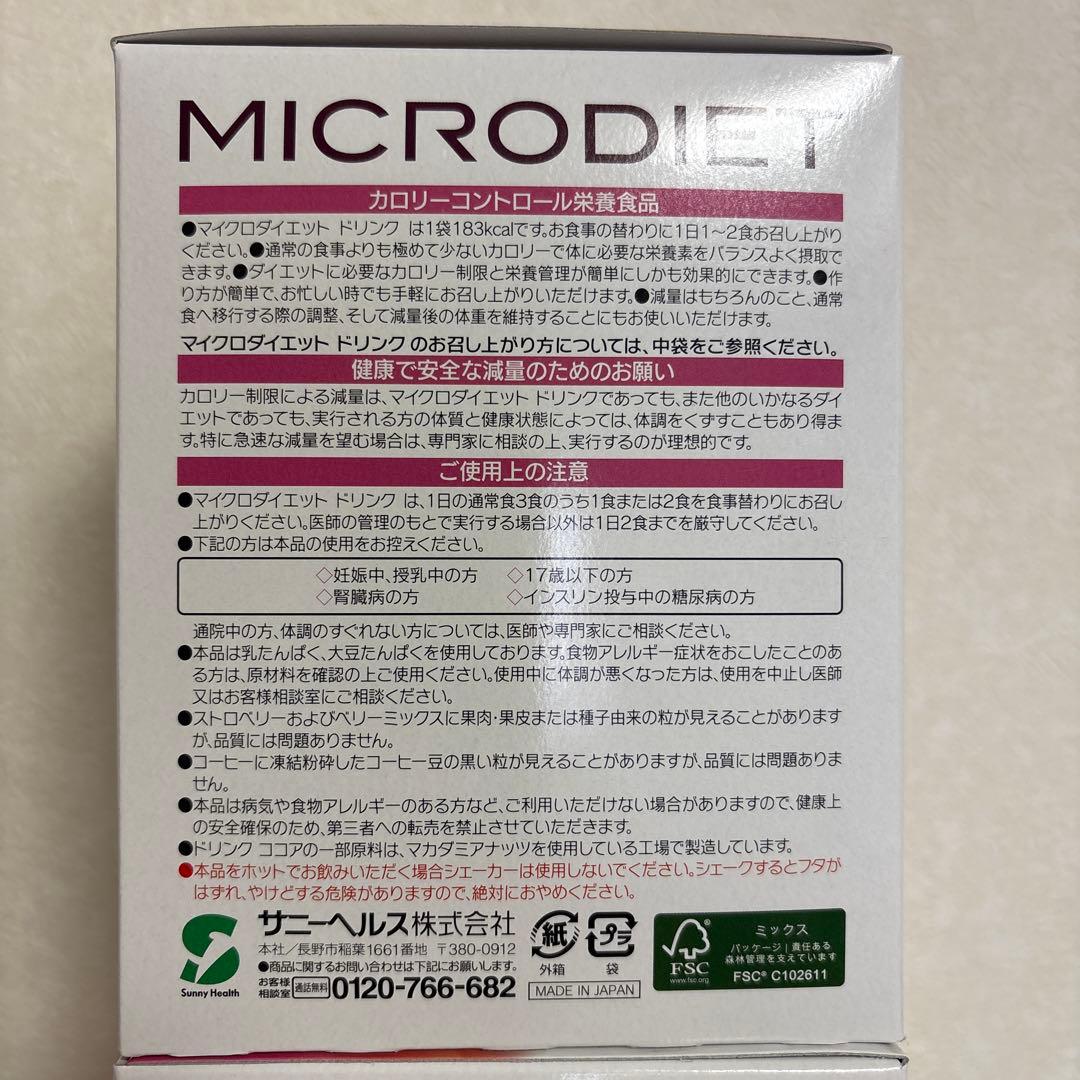 MICRODIET
カロリーコントロール栄養食品
●マイクロダイエット ドリンク は1袋183kcalです。お食事の替わりに1日1～2食お召し上がり
ください。●通常の食事よりも極めて少ないカロリーで体に必要な栄養素をバランスよく摂取で
きます。●ダイエットに必要なカロリー制限と栄養管理が簡単にしかも効果的にできます。●作
り方が簡単で、お忙しい時でも手軽にお召し上がりいただけます。●減量はもちろんのこと、通常
食へ移行する際の調整、そして減量後の体重を維持することにもお使いいただけます。
マイクロダイエット ドリンク のお召し上がり方については、中袋をご参照ください。
健康で安全な減量のためのお願い
カロリー制限による減量は、マイクロダイエット ドリンクであっても、また他のいかなるダイ
エットであっても、実行される方の体質と健康状態によっては、体調をくずすこともあり得ま
す。特に急速な減量を望む場合は、専門家に相談の上、実行するのが理想的です。
ご使用上の注意
●マイクロダイエット ドリンク は、1日の通常食3食のうち1食または2食を食事替わりにお召し
上がりください。医師の管理のもとで実行する場合以外は1日2食までを厳守してください。
●下記の方は本品の使用をお控えください。
◇妊娠中、授乳中の方 ◇17歳以下の方
◇腎臓病の方 ◇インスリン投与中の糖尿病の方
通院中の方、体調のすぐれない方については、医師や専門家にご相談ください。
●本品は乳たんぱく、大豆たんぱくを使用しております。食物アレルギー症状をおこしたことのあ
る方は、原材料を確認の上ご使用ください。使用中に体調が悪くなった方は、使用を中止し医師
又はお客様相談室にご相談ください。
●ストロベリーおよびベリーミックスに果肉・果皮または種子由来の粒が見えることがあります
が、品質には問題ありません。
●コーヒーに凍結粉砕したコーヒー豆の黒い粒が見えることがありますが、品質には問題ありま
せん。
●本品は病気や食物アレルギーのある方など、ご利用いただけない場合がありますので、健康上
の安全確保のため、第三者への転売を禁止させていただきます。
●ドリンク ココアの一部原料は、マカダミアナッツを使用している工場で製造しています。
●本品をホットでお飲みいただく場合シェーカーは使用しないでください。シェークするとフタが
はずれ、やけどする危険がありますので、絶対におやめください。
Sunny Health
サニーヘルス株式会社
本社／長野市稲葉1661番地 〒380-0912
●商品に関するお問い合わせは下記にお願いします。
お客様相談室 通話無料 0120-766-682
紙 外箱
プラ 袋
MADE IN JAPAN
FSC
www.fsc.org
ミックス
パッケージ｜責任ある
森林管理を支えています
FSC® C102611